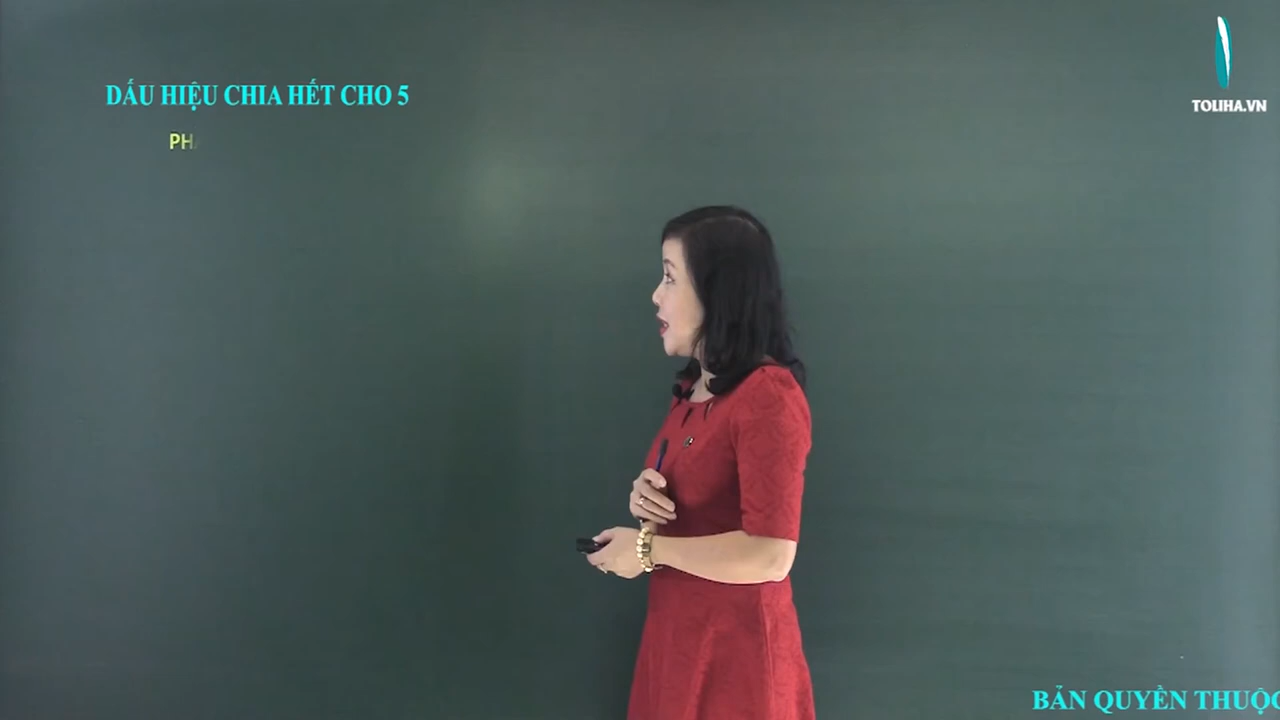 DẤU HIỆU CHIA HẾT CHO 5
TOLIHA.VN
BẢN QUYỀN THUỘC